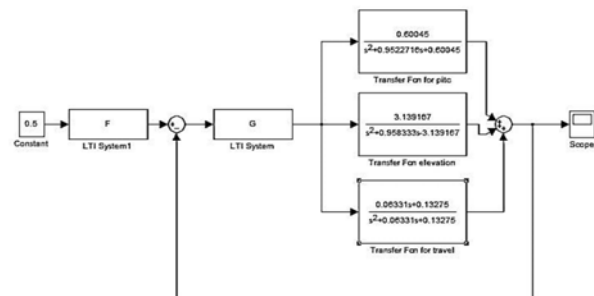 0.60045
s²+0.9522716s+0.60045
Transfer Fcn for pitc
0.5
Constant
F
LTI System1
G
LTI System
3.139167
s²+0.958333s-3.139167
Transfer Fcn elevation
Scope
0.06331s+0.13275
s²+0.06331s+0.13275
Transfer Fcn for travel